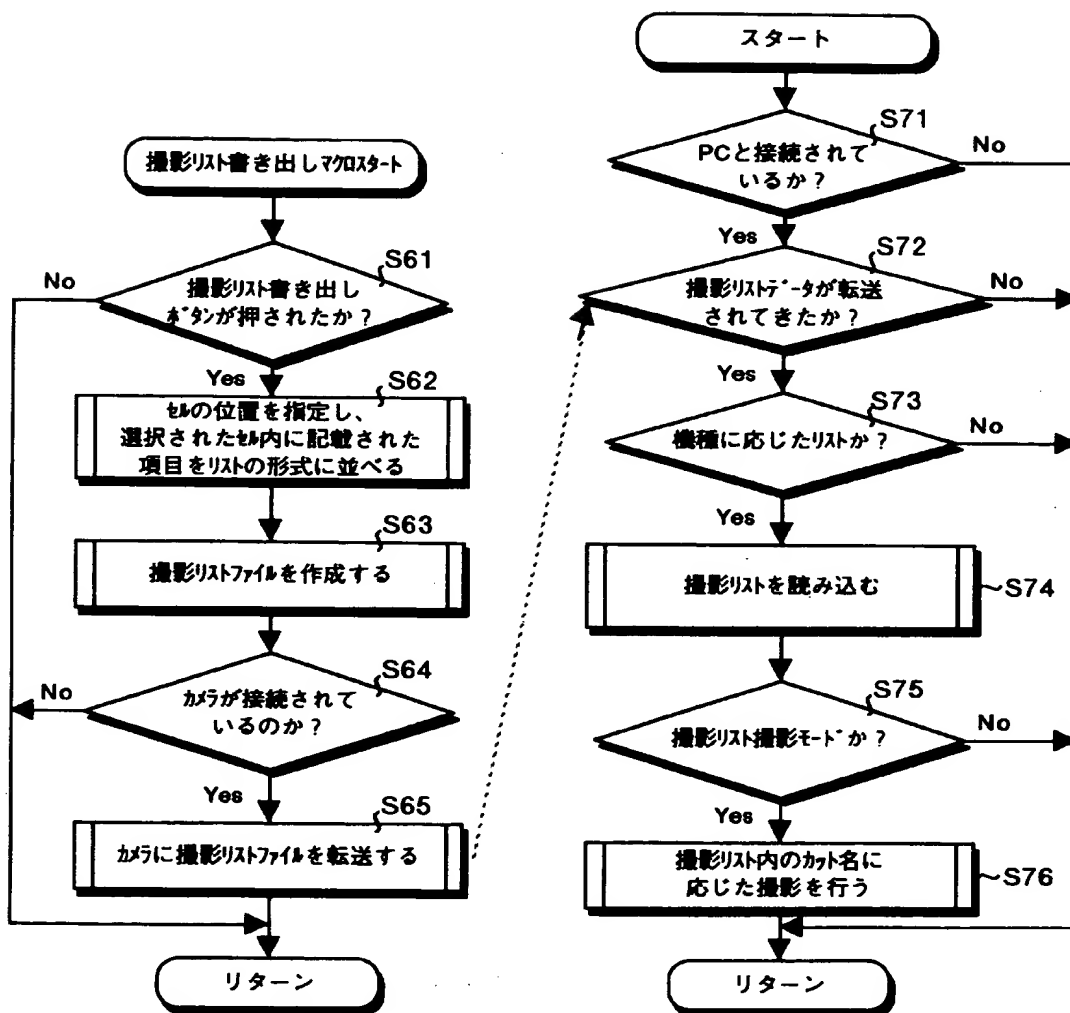 撮影リスト書き出しマクロスタート
S61
No
撮影リスト書き出し
ボタンが押されたか？
Yes
S62
セルの位置を指定し、
選択されたセル内に記載された
項目をリストの形式に並べる
S63
撮影リストファイルを作成する
S64
No
カメラが接続されて
いるのか？
Yes
S65
カメラに撮影リストファイルを転送する
リターン
スタート
S71
PCと接続されて
いるか？
No
Yes
S72
撮影リストデータが転送
されてきたか？
No
Yes
S73
機種に応じたリストか？
No
Yes
撮影リストを読み込む
S74
S75
撮影リスト撮影モードか？
No
Yes
撮影リスト内のカット名に
応じた撮影を行う
S76
リターン